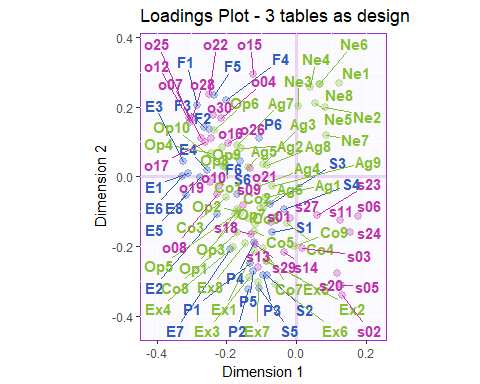 Loadings Plot - 3 tables as design
0.4
o25
o22
o15
Ne6
o12
F1
F5
F4
Ne4
Ne3
Ne1
o07
o28
o04
Ne8
E3
F3
o30
Op6
Ag7
0.2
F2
P6
Ne5
Ne2
Op10
o16
o26
Ag3
Ne7
Op4
E4
Op9
Ag5
Ag2
Ag8
o17
F6
Ag4
S3
Ag9
0.0
o10
S6
o21
E1
o19
o09
Ag6
Ag1
S4
s23
E6
E8
Op2
s27
s11
s06
E5
Co3
s18
s01
S1
Co9
s24
o08
Op3
Co5
Co4
s03
-0.2
Op5
Op1
s13
s29
s14
E2
Co8
Ex8
P4
Co7
s20
s05
Ex4
P1
Ex1
P5
P3
S2
Ex2
-0.4
E7
Ex3
P2
Ex7
S5
Ex6
s02
-0.4
-0.2
0.0
0.2
Dimension 1
Dimension 2